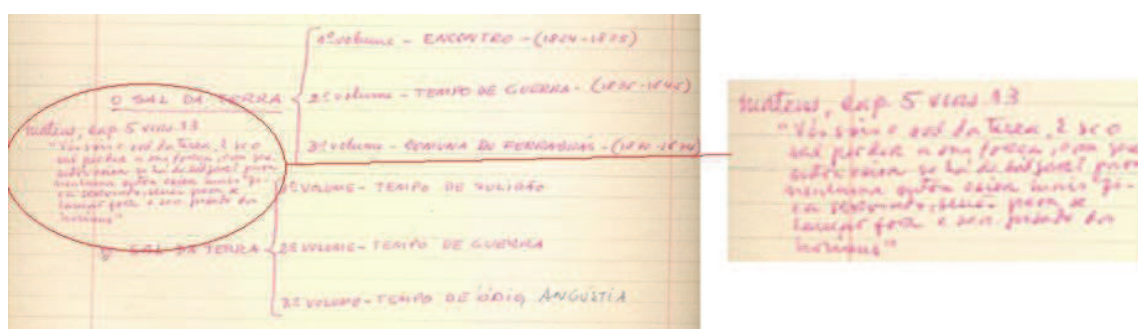 1º volume - ENCONTRO - (1824-1835)
O SAL DA TERRA
2º volume - TEMPO DE GUERRA - (1835-1845)
3º volume - COMUNA DO FERRABRÁS - (1870-1874)
Mateus, cap 5 vers 13
"Vós sois o sal da terra, E se o
sal perder a sua força, com que
outra coisa se há de salgar? para
nenhuma outra coisa mais fi-
ca servindo, senão para se
lançar fora e ser pisado dos
homens"
1º VOLUME - TEMPO DE SOLIDÃO
O SAL DA TERRA
2º VOLUME - TEMPO DE GUERRA
3º VOLUME - TEMPO DE ÓDIO, ANGÚSTIA
Mateus, cap 5 vers 13
"Vós sois o sal da terra, E se o
sal perder a sua força, com que
outra coisa se há de salgar? para
nenhuma outra coisa mais fi-
ca servindo, senão para se
lançar fora e ser pisado dos
homens"